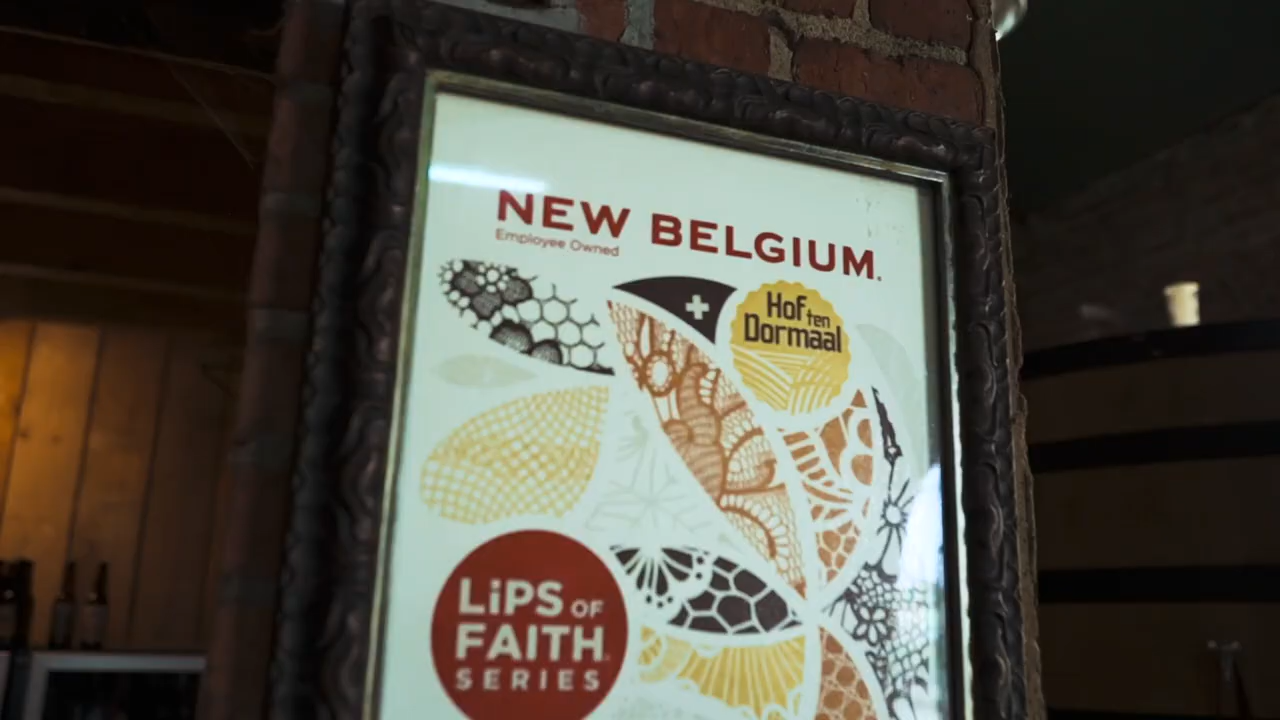 NEW BELGIUM.
Employee Owned
Hof ten
Dormaal
LiPS OF
FAITH
SERIES